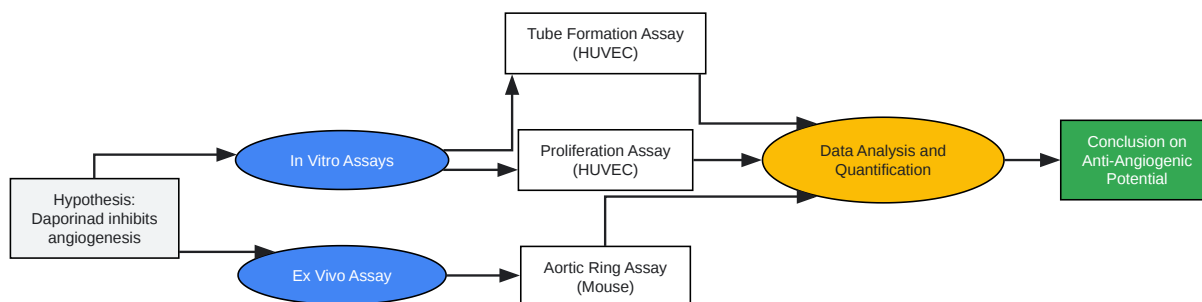 Tube Formation Assay
(HUVEC)
In Vitro Assays
Proliferation Assay
(HUVEC)
Data Analysis and
Quantification
Conclusion on
Anti-Angiogenic
Potential
Hypothesis:
Daporinad inhibits
angiogenesis
Ex Vivo Assay
Aortic Ring Assay
(Mouse)